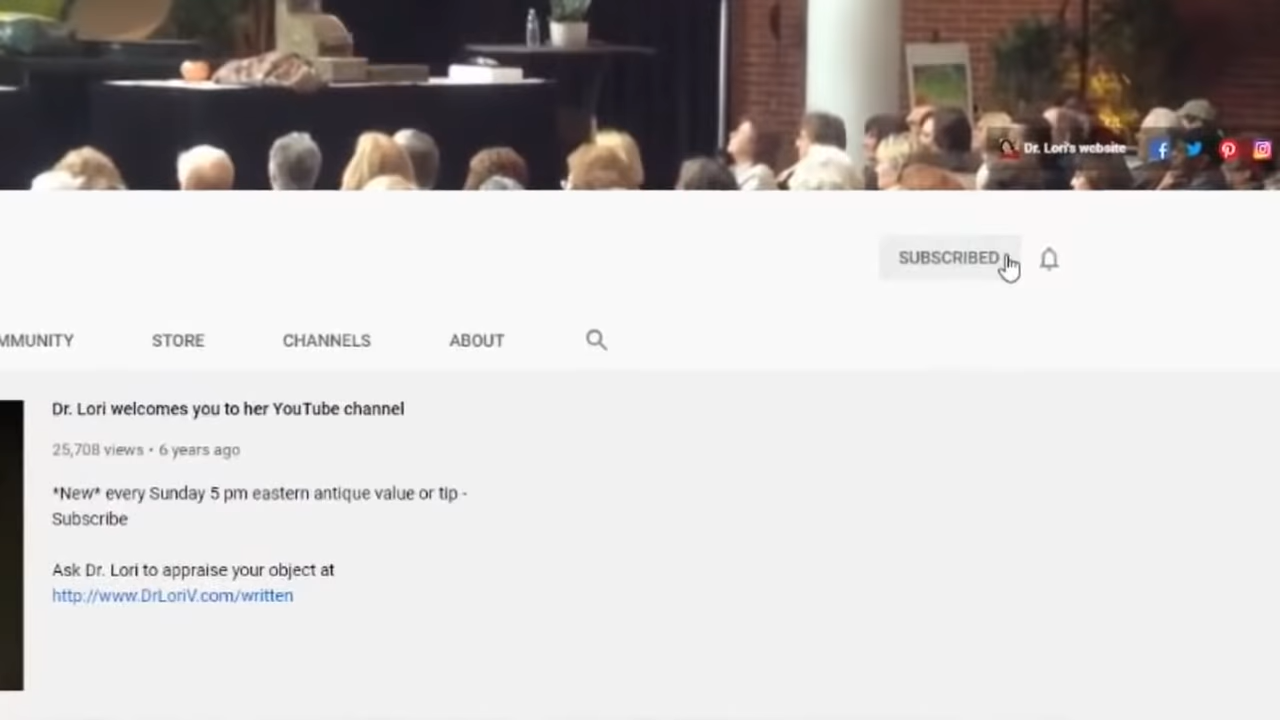 Dr. Lori's website
SUBSCRIBED
MMUNITY
STORE
CHANNELS
ABOUT
Dr. Lori welcomes you to her YouTube channel
25,708 views • 6 years ago
*New* every Sunday 5 pm eastern antique value or tip -
Subscribe
Ask Dr. Lori to appraise your object at
http://www.DrLoriV.com/written